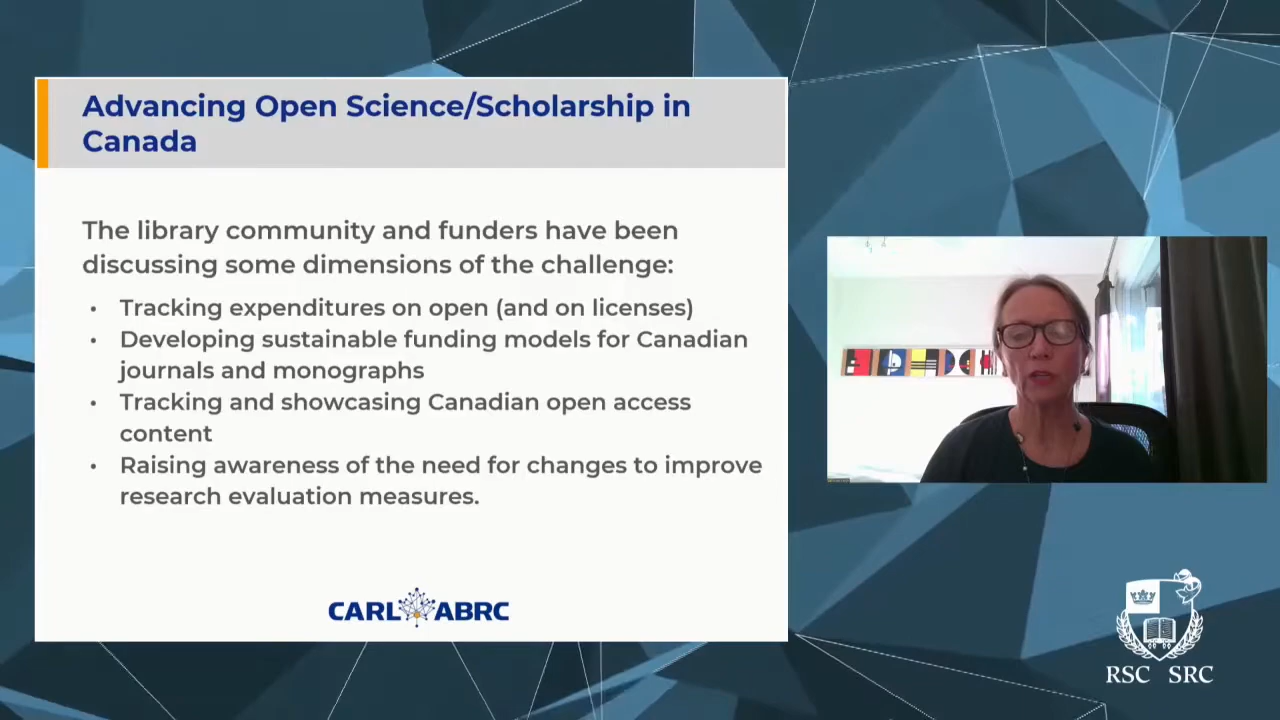 Advancing Open Science/Scholarship in
Canada
The library community and funders have been
discussing some dimensions of the challenge:
• Tracking expenditures on open (and on licenses)
• Developing sustainable funding models for Canadian
journals and monographs
• Tracking and showcasing Canadian open access
content
• Raising awareness of the need for changes to improve
research evaluation measures.
CARL ABRC
RSC SRC